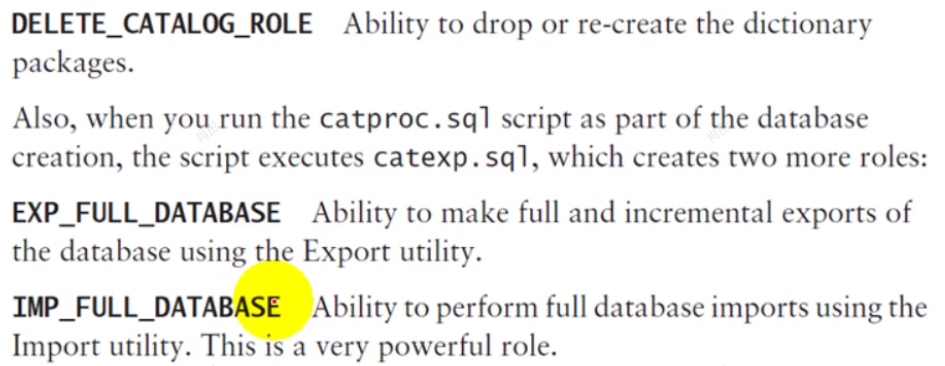 DELETE_CATALOG_ROLE Ability to drop or re-create the dictionary
packages.
Also, when you run the catproc.sql script as part of the database
creation, the script executes catexp.sql, which creates two more roles:
EXP_FULL_DATABASE Ability to make full and incremental exports of
the database using the Export utility.
IMP_FULL_DATABASE Ability to perform full database imports using the
Import utility. This is a very powerful role.